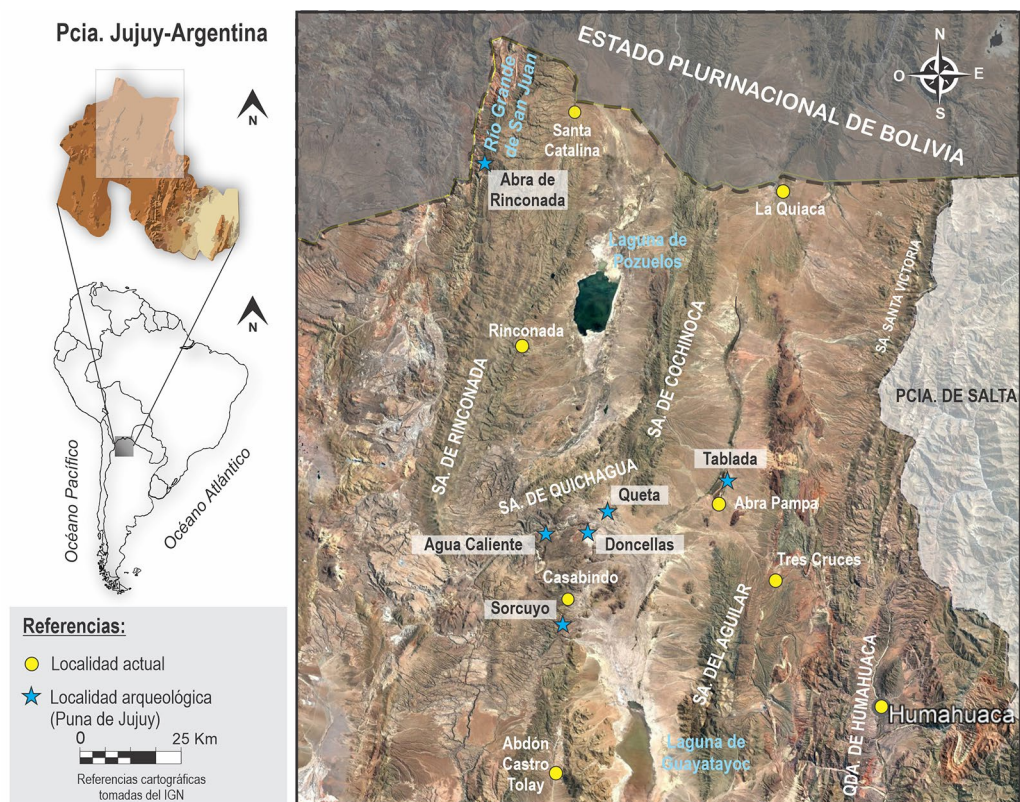 Pcia. Jujuy-Argentina
N
N
Océano Pacífico
Océano Atlántico
Referencias:
Localidad actual
Localidad arqueológica
(Puna de Jujuy)
0
25 Km
Referencias cartográficas
tomadas del IGN
ESTADO PLURINACIONAL DE BOLIVIA
N
O
E
S
Río Grande
de San Juan
Santa
Catalina
Abra de
Rinconada
La Quiaca
Laguna de
Pozuelos
SA. SANTA VICTORIA
Rinconada
SA. DE COCHINOCA
SA. DE RINCONADA
PCIA. DE SALTA
Tablada
SA. DE QUICHAGUA
Queta
Abra Pampa
Agua Caliente
Doncellas
Tres Cruces
Casabindo
Sorcuyo
SA. DEL AGUILAR
QDA. DE HUMAHUACA
Humahuaca
Abdón
Castro
Tolay
Laguna de
Guayatayoc